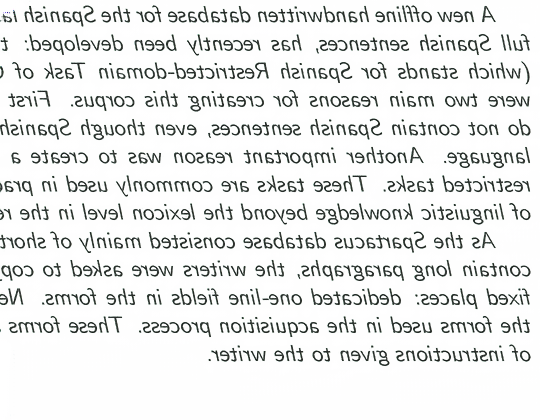 A new offline handwritten database for the Spanish la
full Spanish sentences, has recently been developed: t
(which stands for Spanish Restricted-domain Task of C
were two main reasons for creating this corpus. First
do not contain Spanish sentences, even though Spanish
language. Another important reason was to create a
restricted tasks. These tasks are commonly used in prac
of linguistic knowledge beyond the lexicon level in the re
As the Spartacus database consisted mainly of short
contain long paragraphs, the writers were asked to cop
fixed places: dedicated one-line fields in the forms. Ne
the forms used in the acquisition process. These forms
of instructions given to the writer.